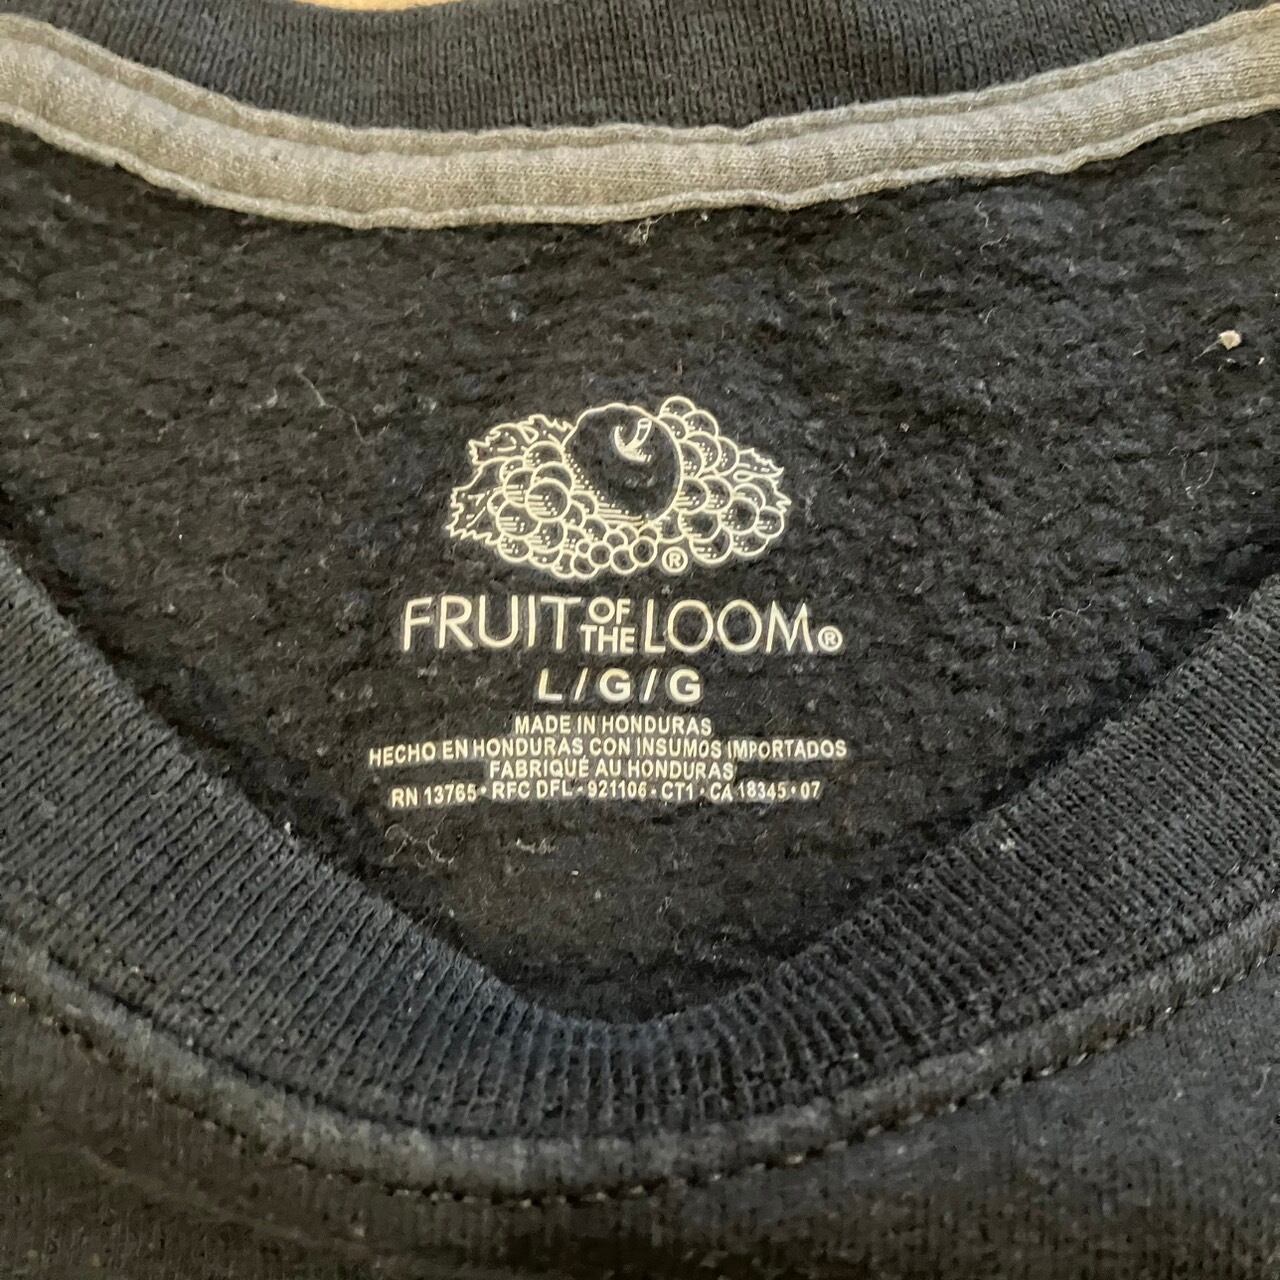 ®
FRUIT OF THE LOOM®
L/G/G
MADE IN HONDURAS
HECHO EN HONDURAS CON INSUMOS IMPORTADOS
FABRIQUÉ AU HONDURAS
RN 13765 • RFC DFL - 921106 - CT1 • CA 18345 • 07